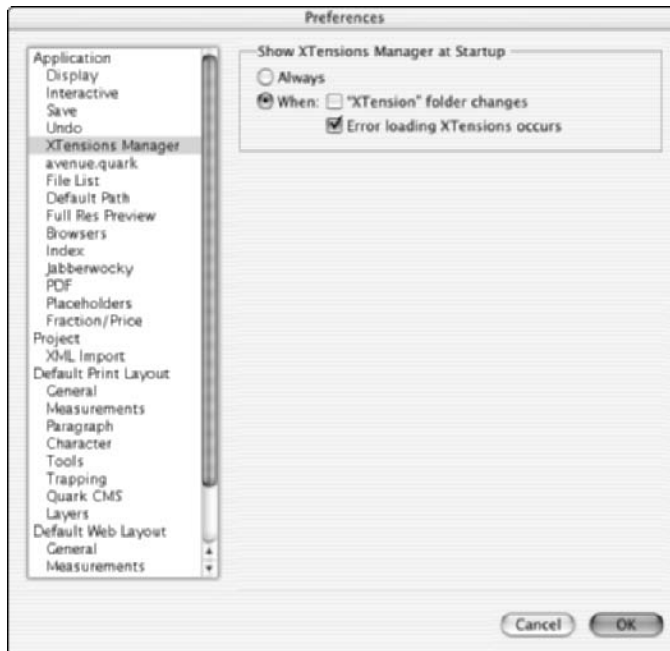 Preferences
Application
Display
Interactive
Save
Undo
XTensions Manager
avenue.quark
File List
Default Path
Full Res Preview
Browsers
Index
Jabberwocky
PDF
Placeholders
Fraction/Price
Project
XML Import
Default Print Layout
General
Measurements
Paragraph
Character
Tools
Trapping
Quark CMS
Layers
Default Web Layout
General
Measurements
Show XTensions Manager at Startup
Always
When: "XTension" folder changes
Error loading XTensions occurs
Cancel OK